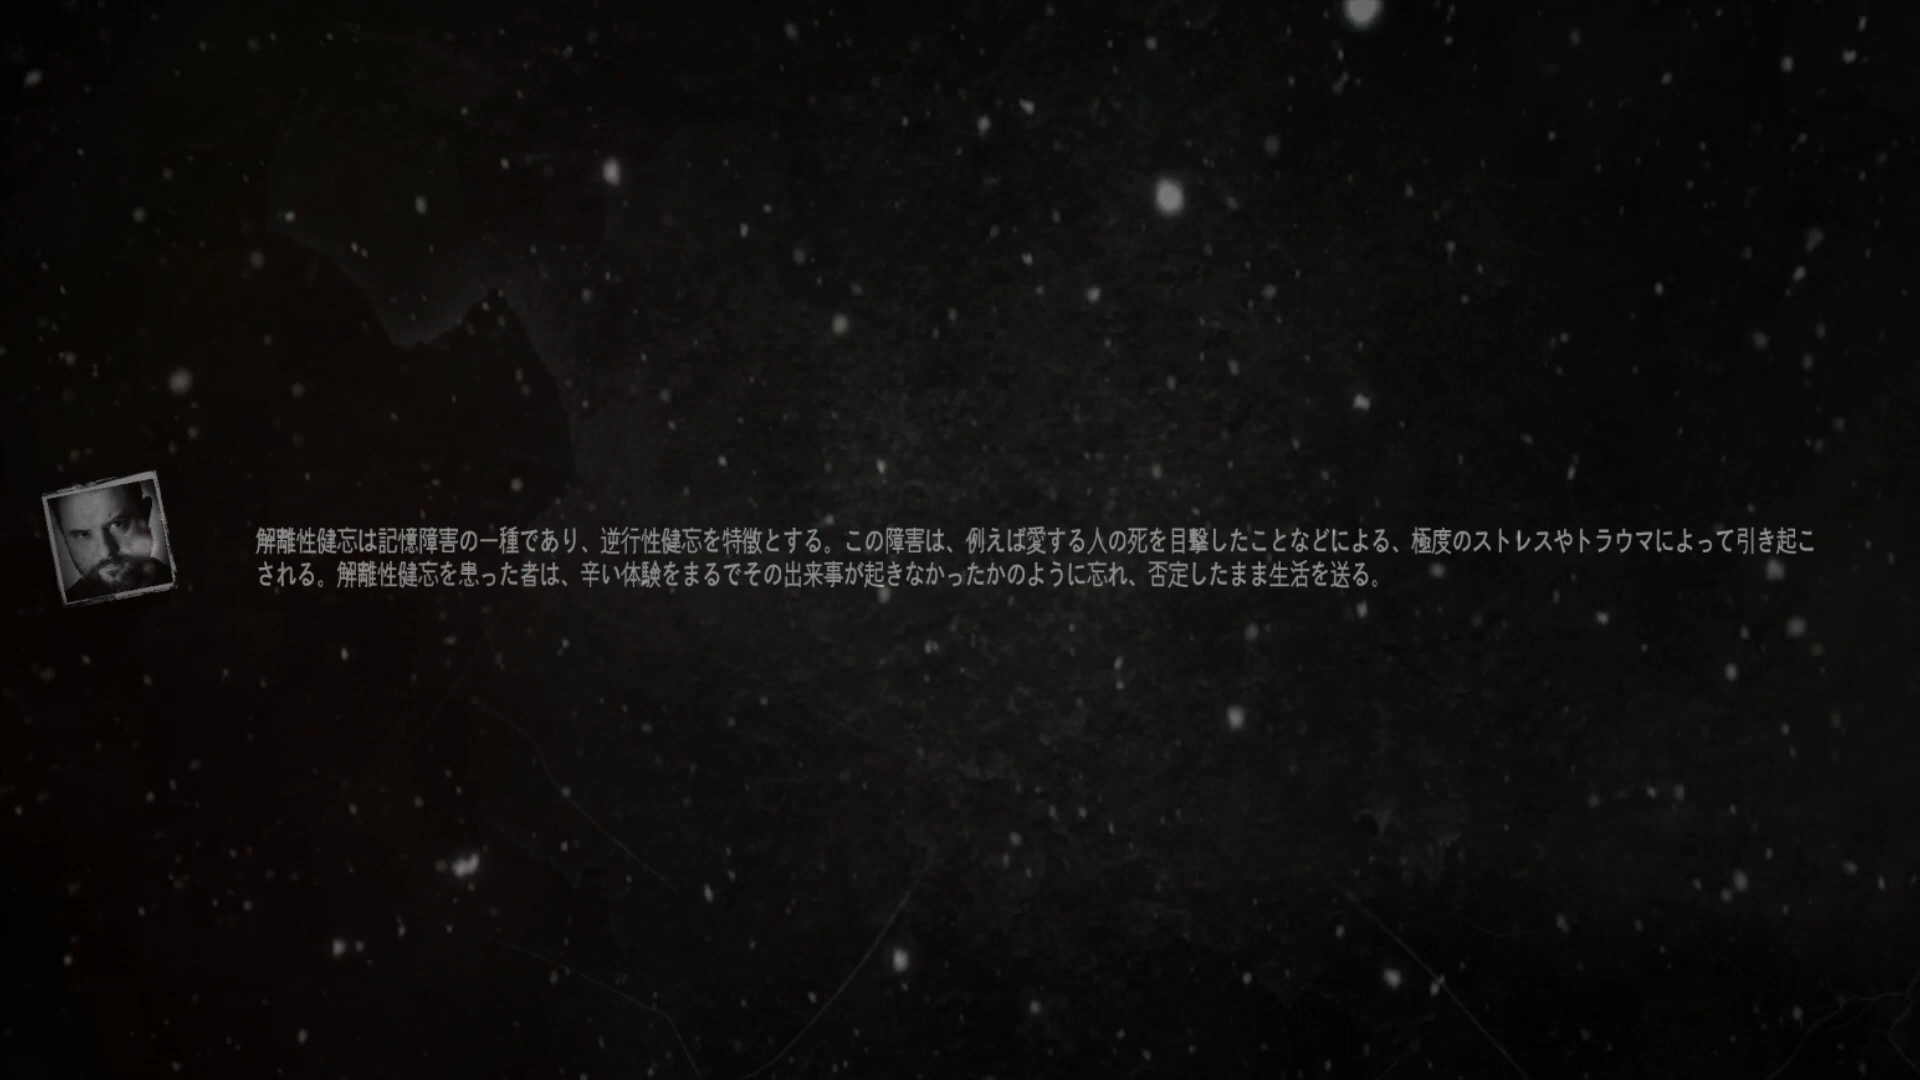 解離性健忘は記憶障害の一種であり、逆行性健忘を特徴とする。この障害は、例えば愛する人の死を目撃したことなどによる、極度のストレスやトラウマによって引き起こ
される。解離性健忘を患った者は、辛い体験をまるでその出来事が起きなかったかのように忘れ、否定したまま生活を送る。